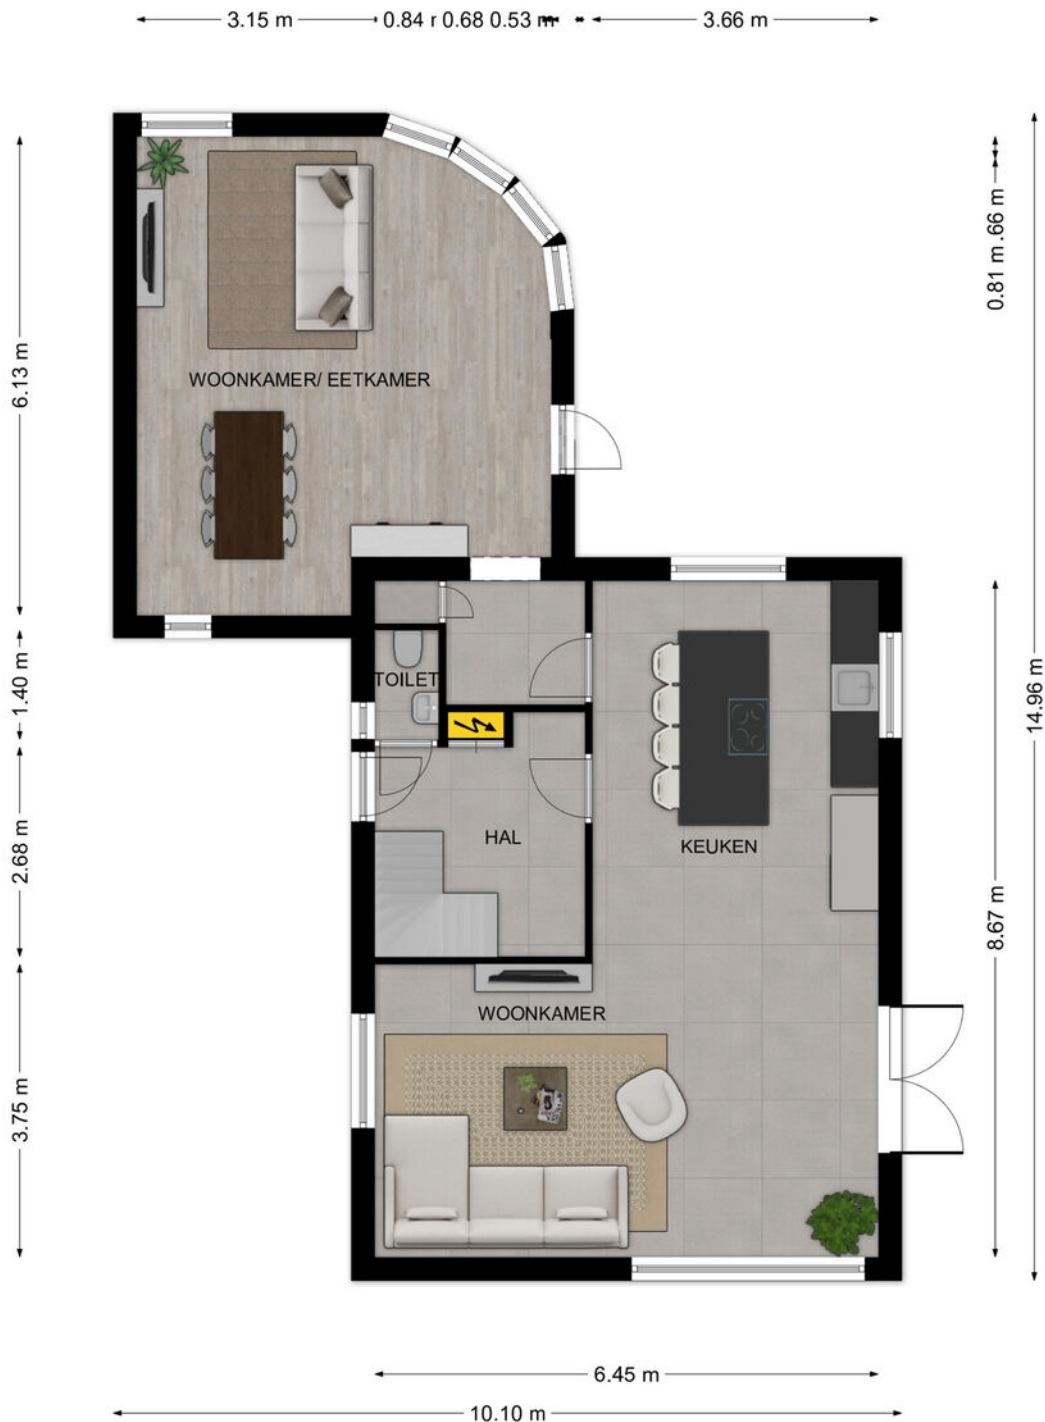 3.15 m
0.84 r 0.68 0.53 m
3.66 m
6.13 m
0.81 m.66 m
WOONKAMER/ EETKAMER
1.40 m
TOILET
14.96 m
2.68 m
HAL
KEUKEN
8.67 m
WOONKAMER
3.75 m
6.45 m
10.10 m